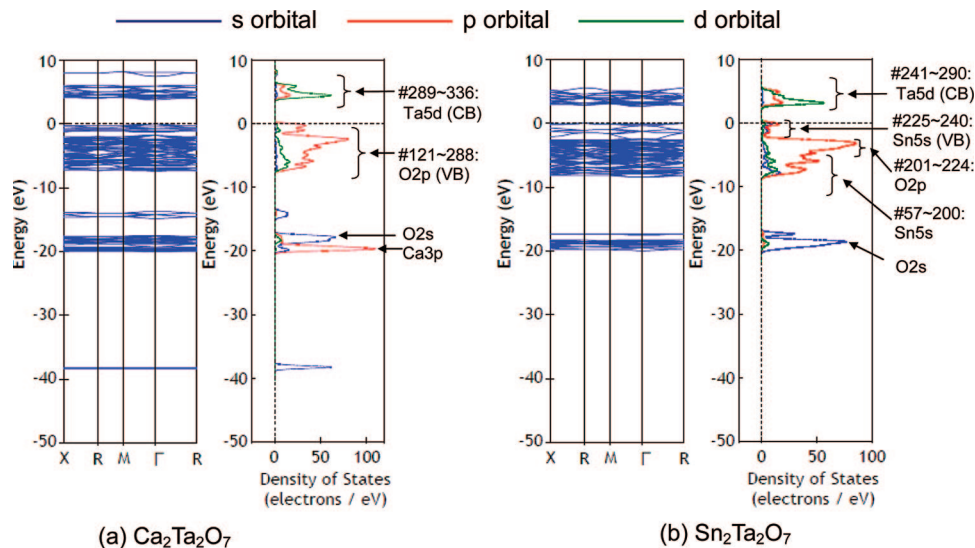 s orbital p orbital d orbital
10
0
-10
-20
-30
-40
-50
Energy (eV)
X R M Γ R
10
0
-10
-20
-30
-40
-50
Energy (eV)
0 50 100
Density of States
(electrons / eV)
#289~336:
Ta5d (CB)
#121~288:
O2p (VB)
O2s
Ca3p
(a) Ca₂Ta₂O₇
10
0
-10
-20
-30
-40
-50
Energy (eV)
X R M Γ R
10
0
-10
-20
-30
-40
-50
Energy (eV)
0 50 100
Density of States
(electrons / eV)
#241~290:
Ta5d (CB)
#225~240:
Sn5s (VB)
#201~224:
O2p
#57~200:
Sn5s
O2s
(b) Sn₂Ta₂O₇